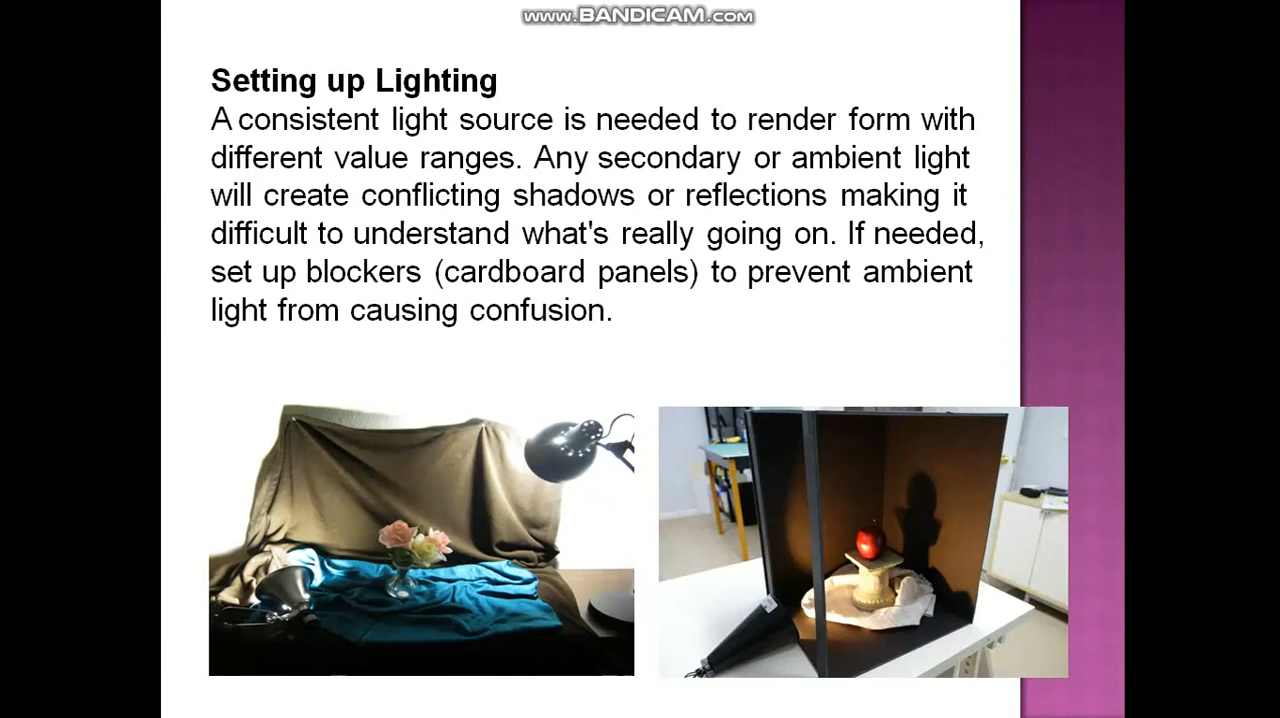 www.BANDICAM.com
Setting up Lighting
A consistent light source is needed to render form with
different value ranges. Any secondary or ambient light
will create conflicting shadows or reflections making it
difficult to understand what's really going on. If needed,
set up blockers (cardboard panels) to prevent ambient
light from causing confusion.